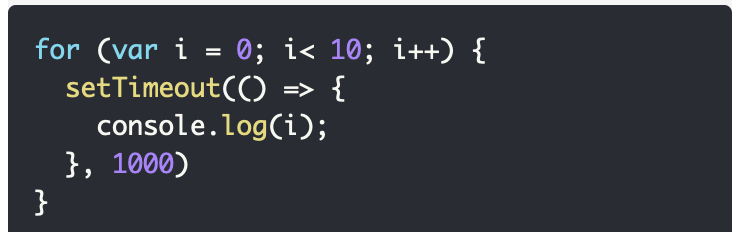 for (var i = 0; i< 10; i++) {
  setTimeout(() => {
    console.log(i);
  }, 1000)
}